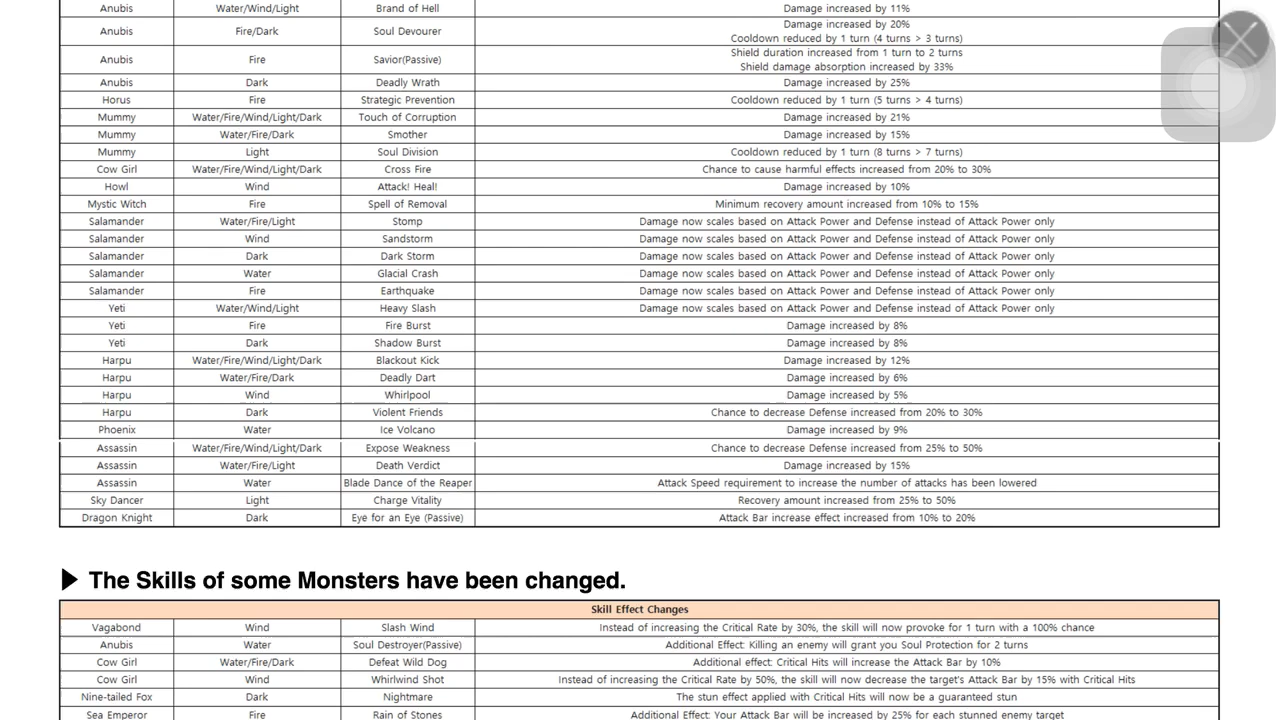 Anubis Water/Wind/Light Brand of Hell Damage increased by 11%
Anubis Fire/Dark Soul Devourer Damage increased by 20%
Cooldown reduced by 1 turn (4 turns > 3 turns)
Anubis Fire Savior(Passive) Shield duration increased from 1 turn to 2 turns
Shield damage absorption increased by 33%
Anubis Dark Deadly Wrath Damage increased by 25%
Horus Fire Strategic Prevention Cooldown reduced by 1 turn (5 turns > 4 turns)
Mummy Water/Fire/Wind/Light/Dark Touch of Corruption Damage increased by 21%
Mummy Water/Fire/Dark Smother Damage increased by 15%
Mummy Light Soul Division Cooldown reduced by 1 turn (8 turns > 7 turns)
Cow Girl Water/Fire/Wind/Light/Dark Cross Fire Chance to cause harmful effects increased from 20% to 30%
Howl Wind Attack! Heal! Damage increased by 10%
Mystic Witch Fire Spell of Removal Minimum recovery amount increased from 10% to 15%
Salamander Water/Fire/Light Stomp Damage now scales based on Attack Power and Defense instead of Attack Power only
Salamander Wind Sandstorm Damage now scales based on Attack Power and Defense instead of Attack Power only
Salamander Dark Dark Storm Damage now scales based on Attack Power and Defense instead of Attack Power only
Salamander Water Glacial Crash Damage now scales based on Attack Power and Defense instead of Attack Power only
Salamander Fire Earthquake Damage now scales based on Attack Power and Defense instead of Attack Power only
Yeti Water/Wind/Light Heavy Slash Damage now scales based on Attack Power and Defense instead of Attack Power only
Yeti Fire Fire Burst Damage increased by 8%
Yeti Dark Shadow Burst Damage increased by 8%
Harpu Water/Fire/Wind/Light/Dark Blackout Kick Damage increased by 12%
Harpu Water/Fire/Dark Deadly Dart Damage increased by 6%
Harpu Wind Whirlpool Damage increased by 5%
Harpu Dark Violent Friends Chance to decrease Defense increased from 20% to 30%
Phoenix Water Ice Volcano Damage increased by 9%
Assassin Water/Fire/Wind/Light/Dark Expose Weakness Chance to decrease Defense increased from 25% to 50%
Assassin Water/Fire/Light Death Verdict Damage increased by 15%
Assassin Water Blade Dance of the Reaper Attack Speed requirement to increase the number of attacks has been lowered
Sky Dancer Light Charge Vitality Recovery amount increased from 25% to 50%
Dragon Knight Dark Eye for an Eye (Passive) Attack Bar increase effect increased from 10% to 20%
▶ The Skills of some Monsters have been changed.
Skill Effect Changes
Vagabond Wind Slash Wind Instead of increasing the Critical Rate by 30%, the skill will now provoke for 1 turn with a 100% chance
Anubis Water Soul Destroyer(Passive) Additional Effect: Killing an enemy will grant you Soul Protection for 2 turns
Cow Girl Water/Fire/Dark Defeat Wild Dog Additional effect: Critical Hits will increase the Attack Bar by 10%
Cow Girl Wind Whirlwind Shot Instead of increasing the Critical Rate by 50%, the skill will now decrease the target's Attack Bar by 15% with Critical Hits
Nine-tailed Fox Dark Nightmare The stun effect applied with Critical Hits will now be a guaranteed stun
Sea Emperor Fire Rain of Stones Additional Effect: Your Attack Bar will be increased by 25% for each stunned enemy target